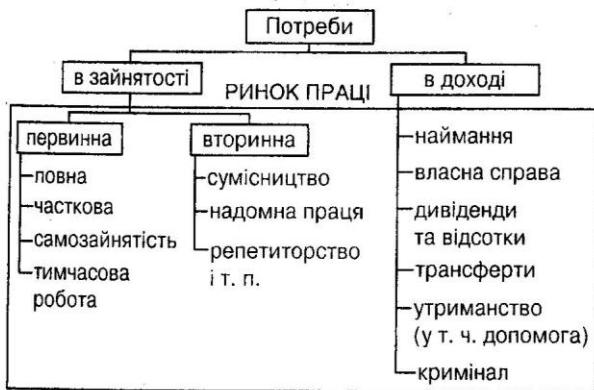 Потреби
в зайнятості
в доході
РИНОК ПРАЦІ
первинна
повна
часткова
самозайнятість
тимчасова
робота
вторинна
сумісництво
надомна праця
репетиторство
і т. п.
наймання
власна справа
дивіденди
та відсотки
трансферти
утриманство
(у т. ч. допомога)
кримінал